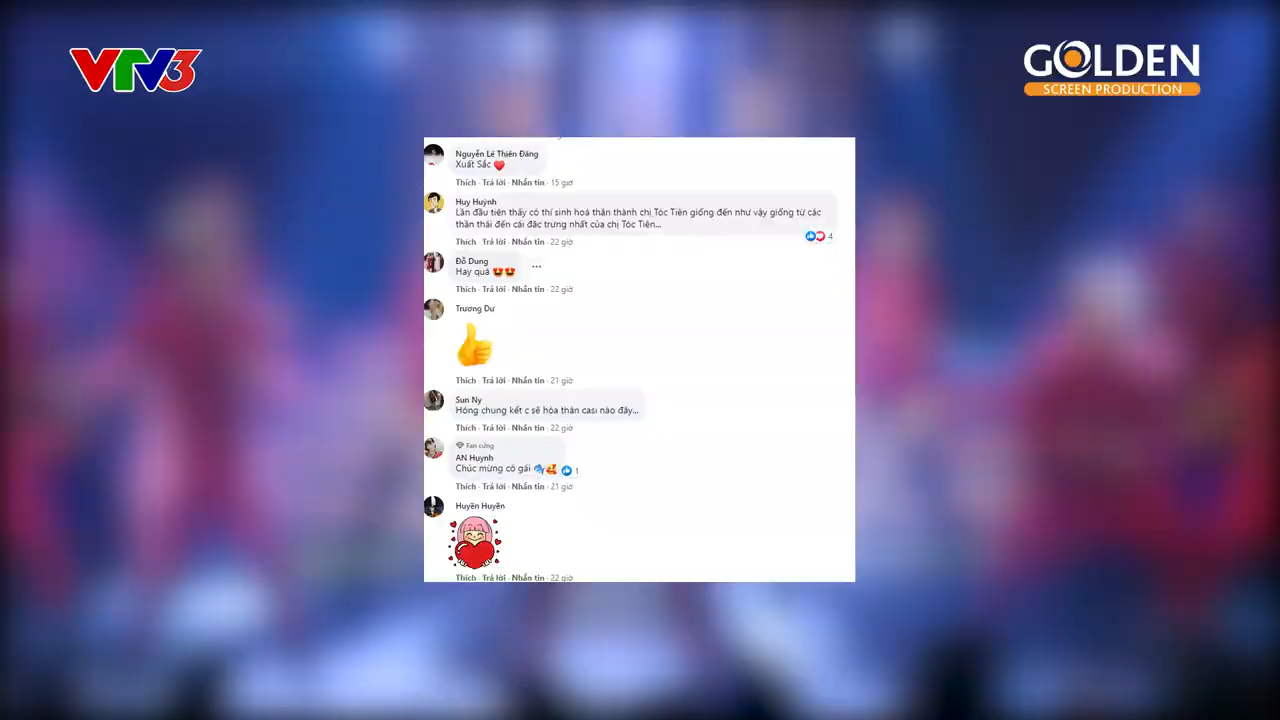 VTV3
GOLDEN
SCREEN PRODUCTION
Nguyễn Lê Thiên Đăng
Xuất Sắc
Thích · Trả lời · Nhắn tin · 15 giờ
Huy Huỳnh
Lần đầu tiên thấy có thí sinh hoá thân thành chị Tóc Tiên giống đến như vậy giống từ các
thần thái đến cái đặc trưng nhất của chị Tóc Tiên...
4
Thích · Trả lời · Nhắn tin · 22 giờ
Đỗ Dung
Hay quá
Thích · Trả lời · Nhắn tin · 22 giờ
Trương Dư
Thích · Trả lời · Nhắn tin · 21 giờ
Sun Ny
Hóng chung kết c sẽ hóa thân casi nào đây...
Thích · Trả lời · Nhắn tin · 22 giờ
Fan cứng
AN Huynh
Chúc mừng cô gái
1
Thích · Trả lời · Nhắn tin · 21 giờ
Huyền Huyền
Thích · Trả lời · Nhắn tin · 22 giờ